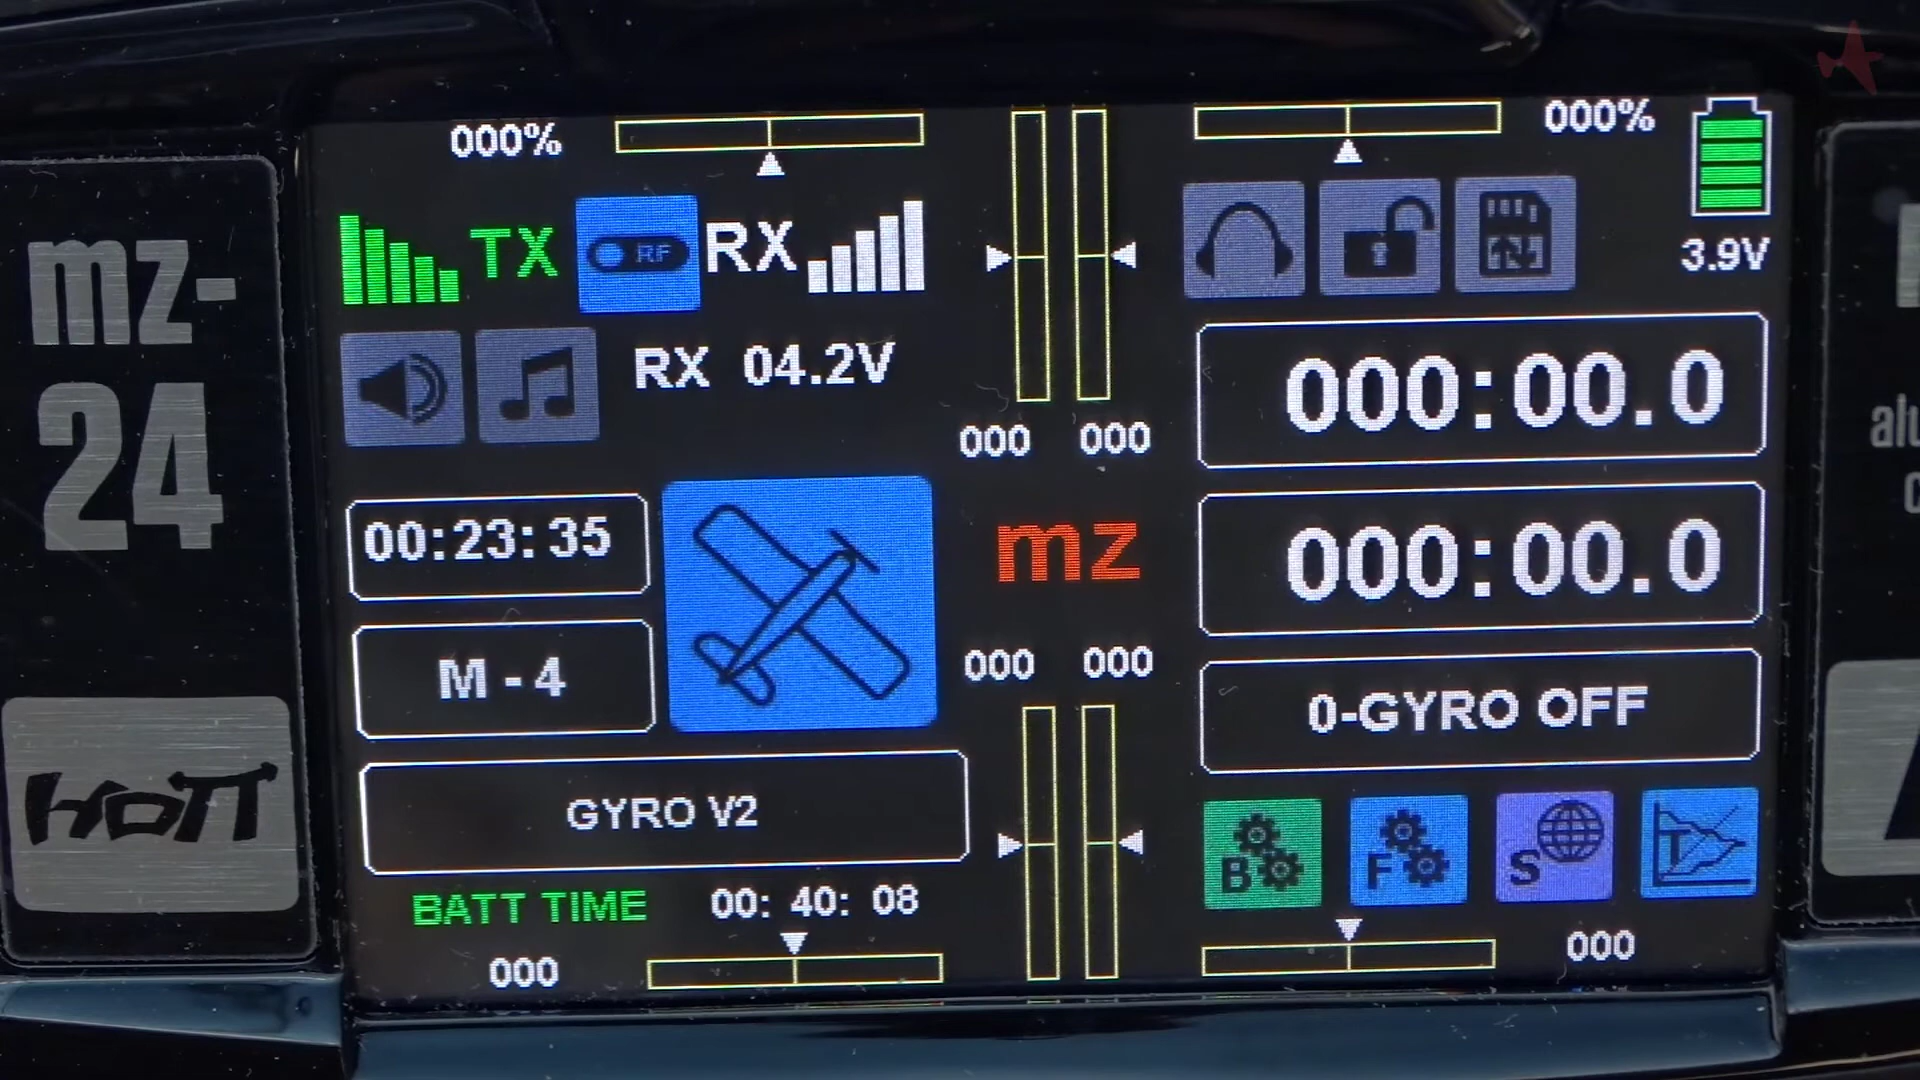 mz-
24
HoTT
000%
TX
RF
RX
RX 04.2V
00:23:35
M - 4
GYRO V2
BATT TIME 00: 40: 08
000
000 000
mz
000 000
000%
3.9V
000:00.0
000:00.0
0-GYRO OFF
B
F
S
T
000